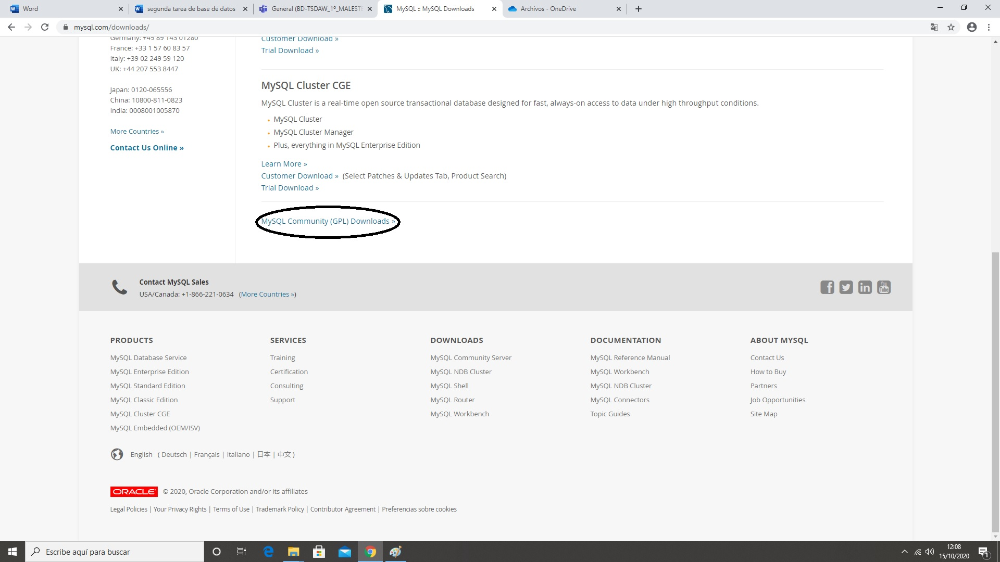 Word
segunda tarea de base de datos
General (BD-TSDAW_1º_MALESTE
MySQL :: MySQL Downloads
Archivos - OneDrive
mysql.com/downloads/
Germany: +49 89 143 01280
France: +33 1 57 60 83 57
Italy: +39 02 249 59 120
UK: +44 207 553 8447
Japan: 0120-065556
China: 10800-811-0823
India: 0008001005870
More Countries »
Contact Us Online »
Customer Download »
Trial Download »
MySQL Cluster CGE
MySQL Cluster is a real-time open source transactional database designed for fast, always-on access to data under high throughput conditions.
• MySQL Cluster
• MySQL Cluster Manager
• Plus, everything in MySQL Enterprise Edition
Learn More »
Customer Download » (Select Patches & Updates Tab, Product Search)
Trial Download »
MySQL Community (GPL) Downloads »
Contact MySQL Sales
USA/Canada: +1-866-221-0634 (More Countries »)
You Tube
PRODUCTS
MySQL Database Service
MySQL Enterprise Edition
MySQL Standard Edition
MySQL Classic Edition
MySQL Cluster CGE
MySQL Embedded (OEM/ISV)
SERVICES
Training
Certification
Consulting
Support
DOWNLOADS
MySQL Community Server
MySQL NDB Cluster
MySQL Shell
MySQL Router
MySQL Workbench
DOCUMENTATION
MySQL Reference Manual
MySQL Workbench
MySQL NDB Cluster
MySQL Connectors
Topic Guides
ABOUT MYSQL
Contact Us
How to Buy
Partners
Job Opportunities
Site Map
English ( Deutsch | Français | Italiano | 日本 | 中文 )
ORACLE © 2020, Oracle Corporation and/or its affiliates
Legal Policies | Your Privacy Rights | Terms of Use | Trademark Policy | Contributor Agreement | Preferencias sobre cookies
Escribe aquí para buscar
12:08
15/10/2020
1